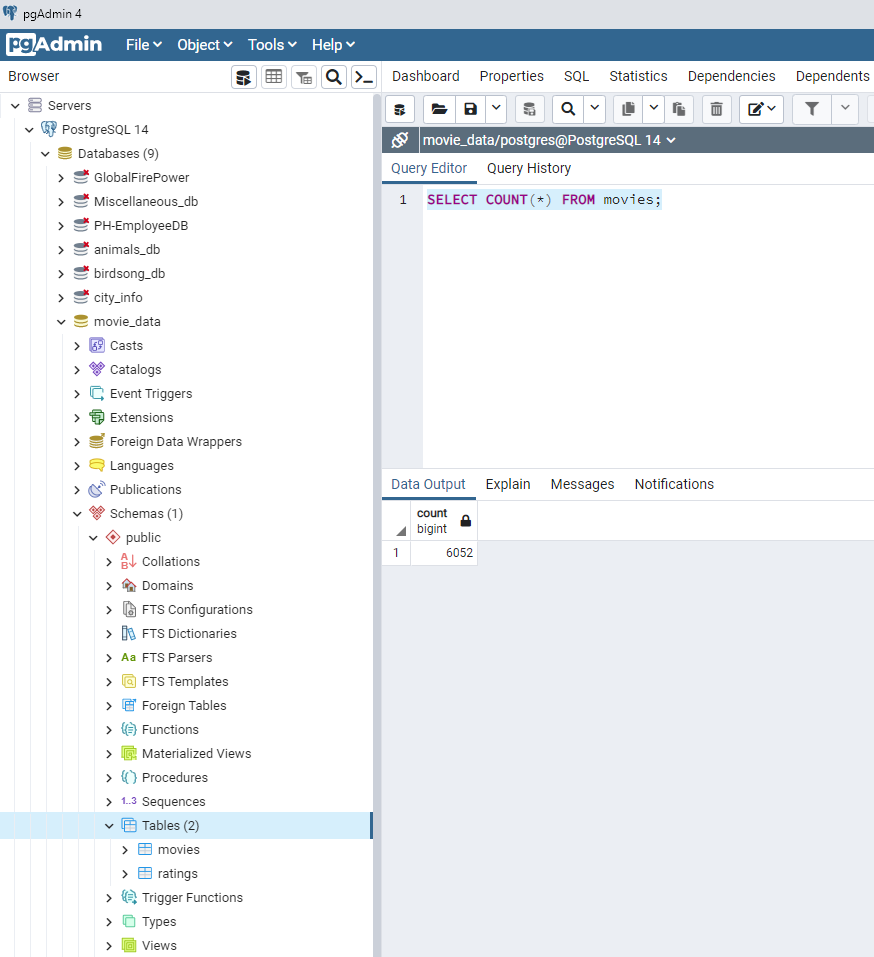 pgAdmin 4
pgAdmin
File Object Tools Help
Browser
Servers
PostgreSQL 14
Databases (9)
GlobalFirePower
Miscellaneous_db
PH-EmployeeDB
animals_db
birdsong_db
city_info
movie_data
Casts
Catalogs
Event Triggers
Extensions
Foreign Data Wrappers
Languages
Publications
Schemas (1)
public
Collations
Domains
FTS Configurations
FTS Dictionaries
Aa FTS Parsers
FTS Templates
Foreign Tables
Functions
Materialized Views
Procedures
1..3 Sequences
Tables (2)
movies
ratings
Trigger Functions
Types
Views
Dashboard Properties SQL Statistics Dependencies Dependents
movie_data/postgres@PostgreSQL 14
Query Editor Query History
1 SELECT COUNT(*) FROM movies;
Data Output Explain Messages Notifications
count
bigint
1 6052